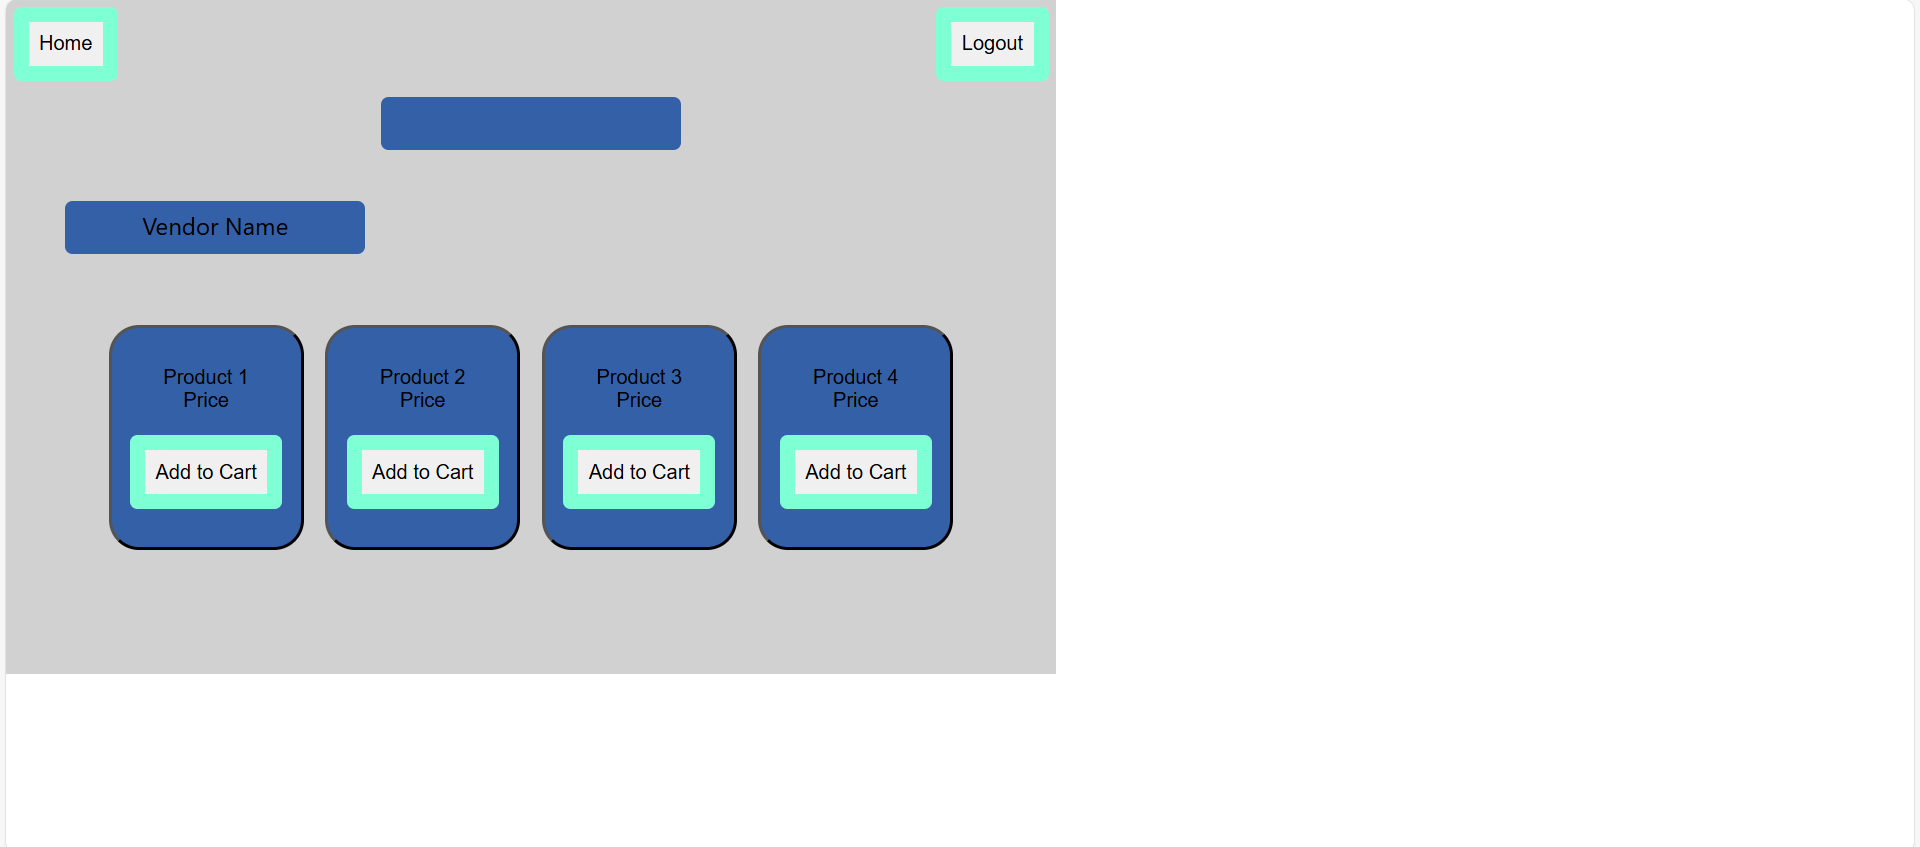 Home
Logout
Vendor Name
Product 1
Price
Add to Cart
Product 2
Price
Add to Cart
Product 3
Price
Add to Cart
Product 4
Price
Add to Cart